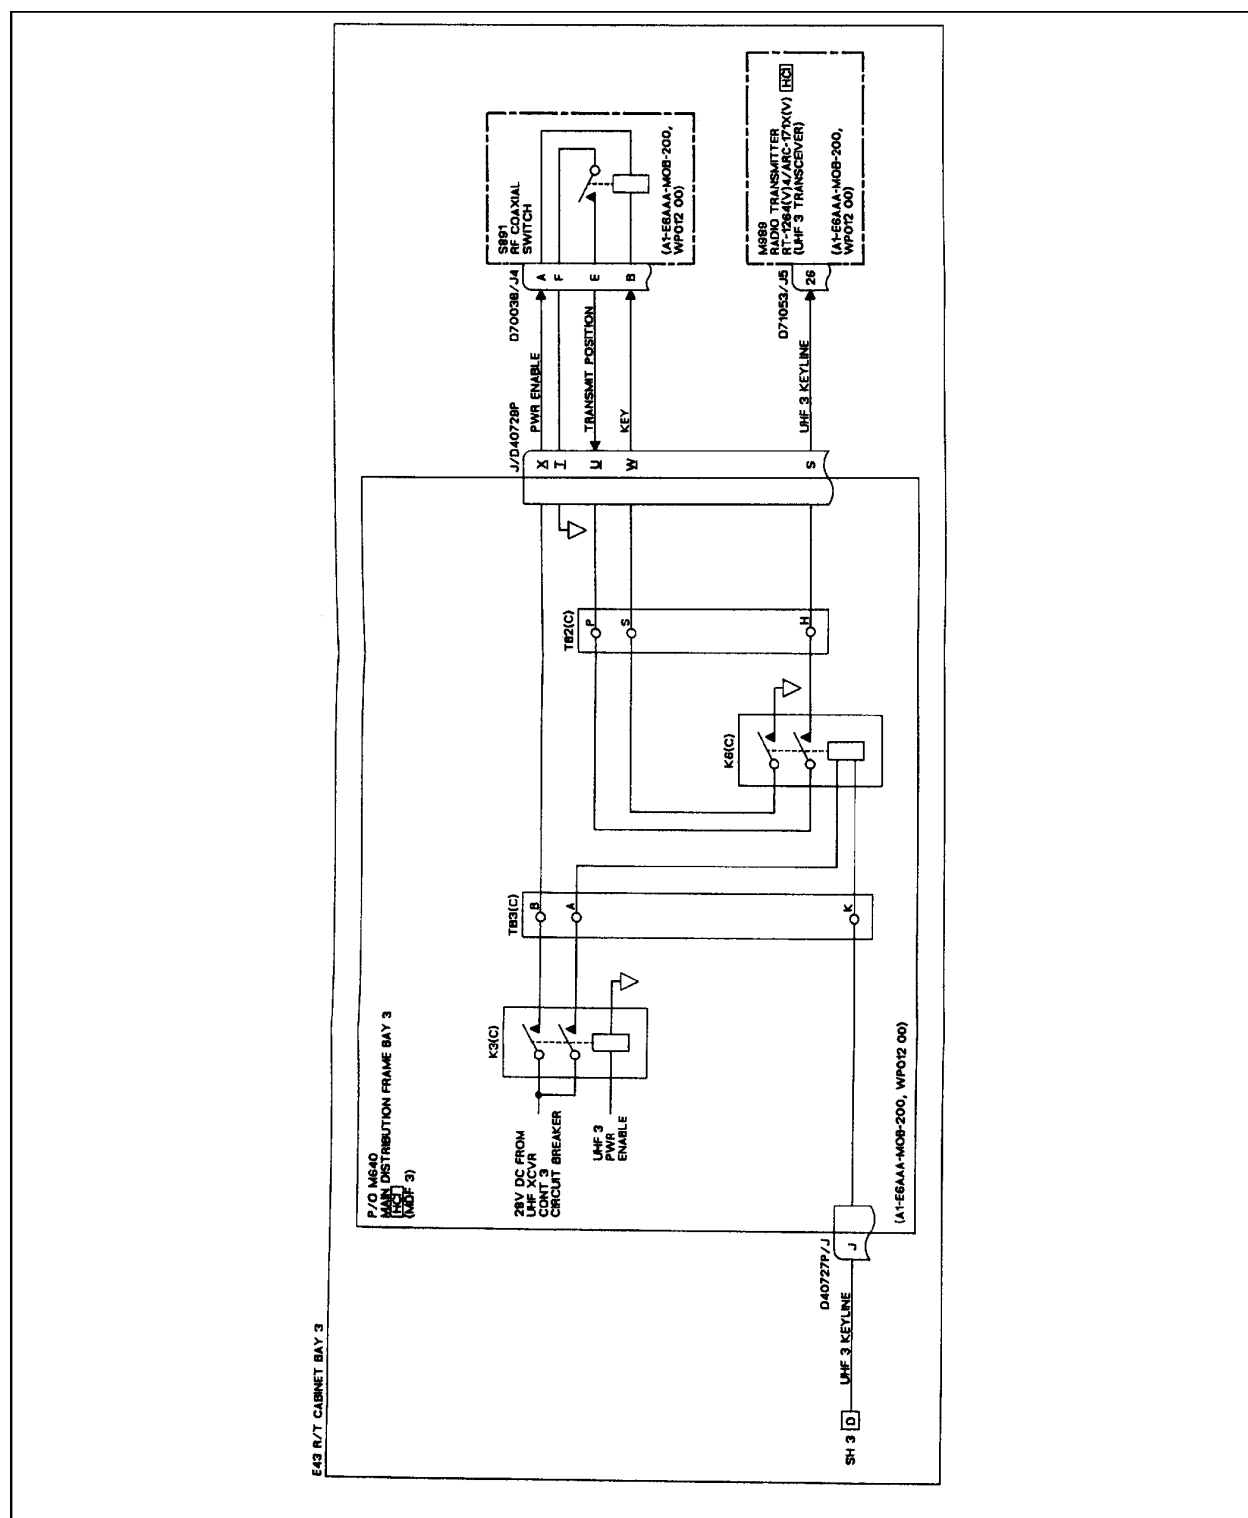 E43 R/T CABINET BAY 3
P/O M640
MAIN DISTRIBUTION FRAME BAY 3
HCI
(MDF 3)
28V DC FROM
UHF XCVR
CONT 3
CIRCUIT BREAKER
UHF 3
PWR
ENABLE
K3(C)
TB3(C)
B
A
K
K6(C)
TB2(C)
P
S
H
J/D40729P
X
T
U
W
S
PWR ENABLE
TRANSMIT POSITION
KEY
UHF 3 KEYLINE
D70038/J4
A
F
E
B
S891
RF COAXIAL
SWITCH
(A1-E6AAA-MOB-200,
WP012 00)
D71053/J5
26
M989
RADIO TRANSMITTER
RT-1264(V)4/ARC-171X(V) HCI
(UHF 3 TRANSCEIVER)
(A1-E6AAA-MOB-200,
WP012 00)
SH 3 D
UHF 3 KEYLINE
D40727P/J
J
(A1-E6AAA-MOB-200, WP012 00)